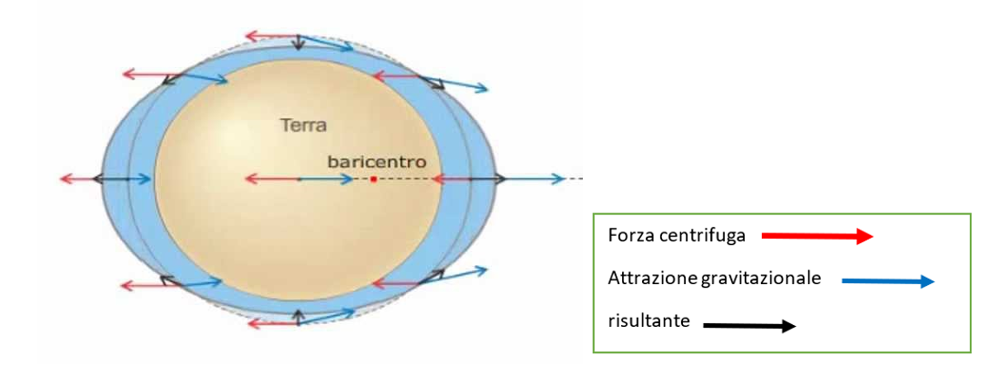 Terra
baricentro
Forza centrifuga
Attrazione gravitazionale
risultante